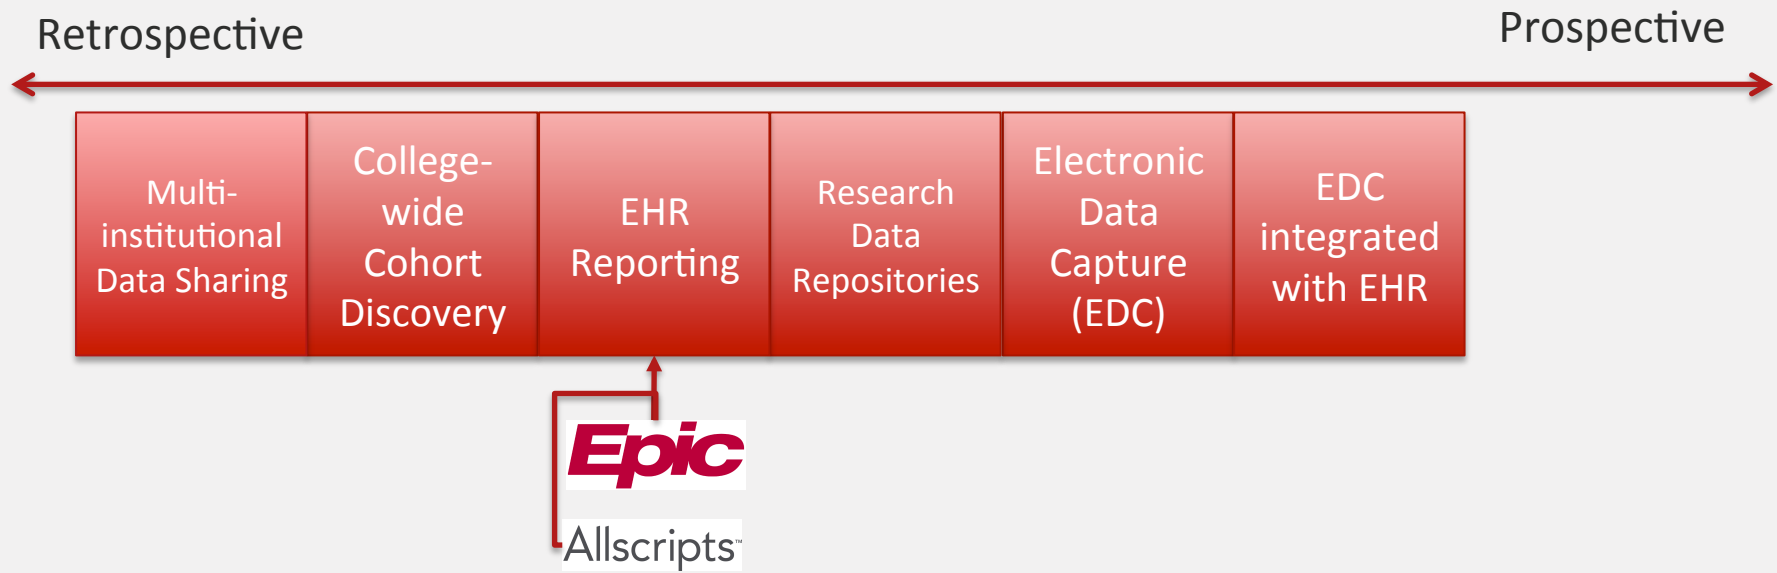 Retrospective
Prospective
Multi-
institutional
Data Sharing
College-
wide
Cohort
Discovery
EHR
Reporting
Research
Data
Repositories
Electronic
Data
Capture
(EDC)
EDC
integrated
with EHR
Epic
Allscripts™